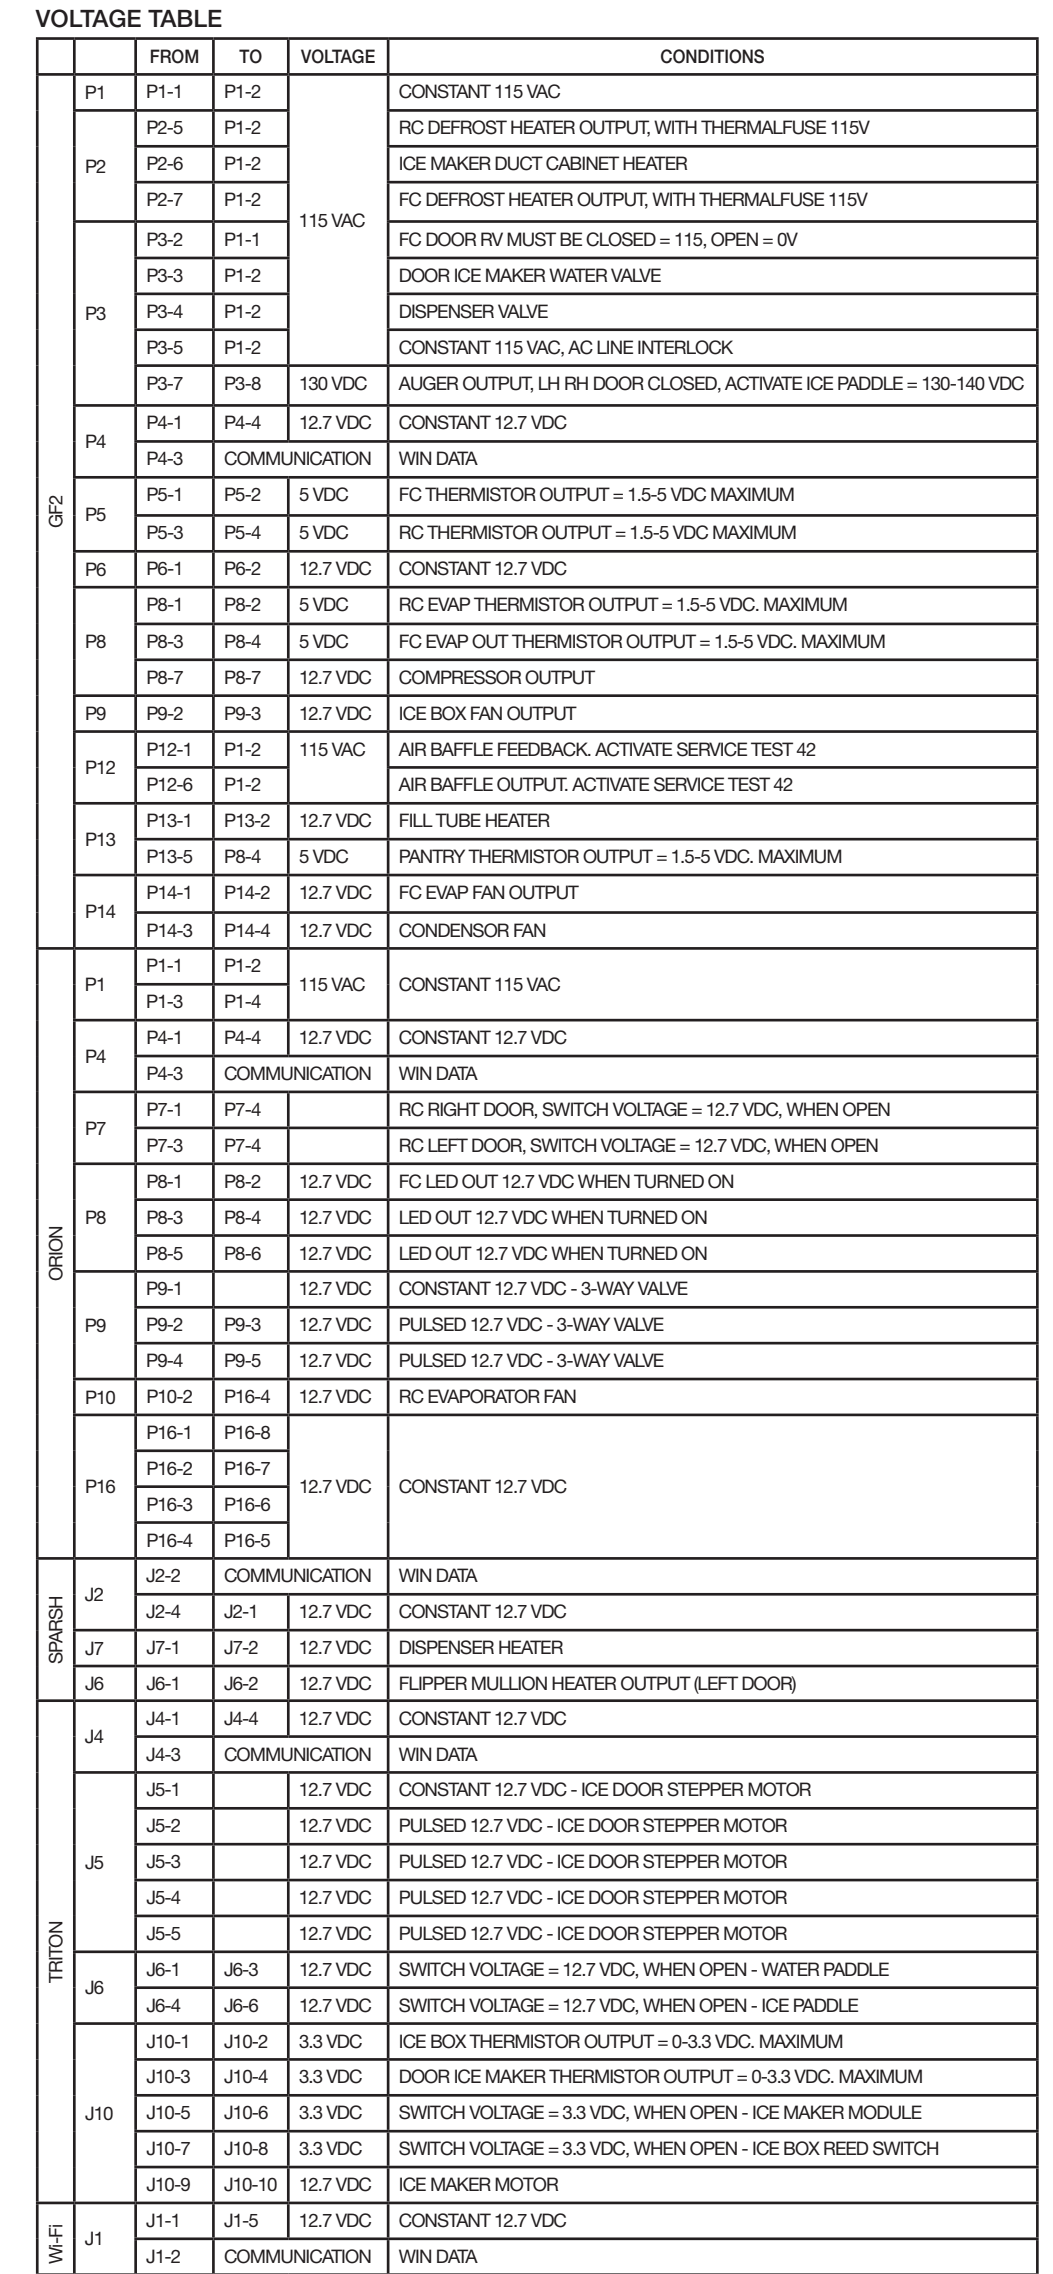 VOLTAGE TABLE
FROM TO VOLTAGE CONDITIONS
GF2
P1 P1-1 P1-2 115 VAC CONSTANT 115 VAC
P2 P2-5 P1-2 RC DEFROST HEATER OUTPUT, WITH THERMALFUSE 115V
P2-6 P1-2 ICE MAKER DUCT CABINET HEATER
P2-7 P1-2 FC DEFROST HEATER OUTPUT, WITH THERMALFUSE 115V
P3 P3-2 P1-1 FC DOOR RV MUST BE CLOSED = 115, OPEN = 0V
P3-3 P1-2 DOOR ICE MAKER WATER VALVE
P3-4 P1-2 DISPENSER VALVE
P3-5 P1-2 CONSTANT 115 VAC, AC LINE INTERLOCK
P3-7 P3-8 130 VDC AUGER OUTPUT, LH RH DOOR CLOSED, ACTIVATE ICE PADDLE = 130-140 VDC
P4 P4-1 P4-4 12.7 VDC CONSTANT 12.7 VDC
P4-3 COMMUNICATION WIN DATA
P5 P5-1 P5-2 5 VDC FC THERMISTOR OUTPUT = 1.5-5 VDC MAXIMUM
P5-3 P5-4 5 VDC RC THERMISTOR OUTPUT = 1.5-5 VDC MAXIMUM
P6 P6-1 P6-2 12.7 VDC CONSTANT 12.7 VDC
P8 P8-1 P8-2 5 VDC RC EVAP THERMISTOR OUTPUT = 1.5-5 VDC. MAXIMUM
P8-3 P8-4 5 VDC FC EVAP OUT THERMISTOR OUTPUT = 1.5-5 VDC. MAXIMUM
P8-7 P8-7 12.7 VDC COMPRESSOR OUTPUT
P9 P9-2 P9-3 12.7 VDC ICE BOX FAN OUTPUT
P12 P12-1 P1-2 115 VAC AIR BAFFLE FEEDBACK. ACTIVATE SERVICE TEST 42
P12-6 P1-2 AIR BAFFLE OUTPUT. ACTIVATE SERVICE TEST 42
P13 P13-1 P13-2 12.7 VDC FILL TUBE HEATER
P13-5 P8-4 5 VDC PANTRY THERMISTOR OUTPUT = 1.5-5 VDC. MAXIMUM
P14 P14-1 P14-2 12.7 VDC FC EVAP FAN OUTPUT
P14-3 P14-4 12.7 VDC CONDENSOR FAN
ORION
P1 P1-1 P1-2 115 VAC CONSTANT 115 VAC
P1-3 P1-4
P4 P4-1 P4-4 12.7 VDC CONSTANT 12.7 VDC
P4-3 COMMUNICATION WIN DATA
P7 P7-1 P7-4 RC RIGHT DOOR, SWITCH VOLTAGE = 12.7 VDC, WHEN OPEN
P7-3 P7-4 RC LEFT DOOR, SWITCH VOLTAGE = 12.7 VDC, WHEN OPEN
P8 P8-1 P8-2 12.7 VDC FC LED OUT 12.7 VDC WHEN TURNED ON
P8-3 P8-4 12.7 VDC LED OUT 12.7 VDC WHEN TURNED ON
P8-5 P8-6 12.7 VDC LED OUT 12.7 VDC WHEN TURNED ON
P9 P9-1 12.7 VDC CONSTANT 12.7 VDC - 3-WAY VALVE
P9-2 P9-3 12.7 VDC PULSED 12.7 VDC - 3-WAY VALVE
P9-4 P9-5 12.7 VDC PULSED 12.7 VDC - 3-WAY VALVE
P10 P10-2 P16-4 12.7 VDC RC EVAPORATOR FAN
P16 P16-1 P16-8 12.7 VDC CONSTANT 12.7 VDC
P16-2 P16-7
P16-3 P16-6
P16-4 P16-5
SPARSH
J2 J2-2 COMMUNICATION WIN DATA
J2-4 J2-1 12.7 VDC CONSTANT 12.7 VDC
J7 J7-1 J7-2 12.7 VDC DISPENSER HEATER
J6 J6-1 J6-2 12.7 VDC FLIPPER MULLION HEATER OUTPUT (LEFT DOOR)
TRITON
J4 J4-1 J4-4 12.7 VDC CONSTANT 12.7 VDC
J4-3 COMMUNICATION WIN DATA
J5 J5-1 12.7 VDC CONSTANT 12.7 VDC - ICE DOOR STEPPER MOTOR
J5-2 12.7 VDC PULSED 12.7 VDC - ICE DOOR STEPPER MOTOR
J5-3 12.7 VDC PULSED 12.7 VDC - ICE DOOR STEPPER MOTOR
J5-4 12.7 VDC PULSED 12.7 VDC - ICE DOOR STEPPER MOTOR
J5-5 12.7 VDC PULSED 12.7 VDC - ICE DOOR STEPPER MOTOR
J6 J6-1 J6-3 12.7 VDC SWITCH VOLTAGE = 12.7 VDC, WHEN OPEN - WATER PADDLE
J6-4 J6-6 12.7 VDC SWITCH VOLTAGE = 12.7 VDC, WHEN OPEN - ICE PADDLE
J10 J10-1 J10-2 3.3 VDC ICE BOX THERMISTOR OUTPUT = 0-3.3 VDC. MAXIMUM
J10-3 J10-4 3.3 VDC DOOR ICE MAKER THERMISTOR OUTPUT = 0-3.3 VDC. MAXIMUM
J10-5 J10-6 3.3 VDC SWITCH VOLTAGE = 3.3 VDC, WHEN OPEN - ICE MAKER MODULE
J10-7 J10-8 3.3 VDC SWITCH VOLTAGE = 3.3 VDC, WHEN OPEN - ICE BOX REED SWITCH
J10-9 J10-10 12.7 VDC ICE MAKER MOTOR
Wi-Fi
J1 J1-1 J1-5 12.7 VDC CONSTANT 12.7 VDC
J1-2 COMMUNICATION WIN DATA